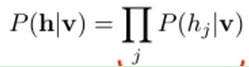 P(h|v) = ∏_j P(h_j|v)